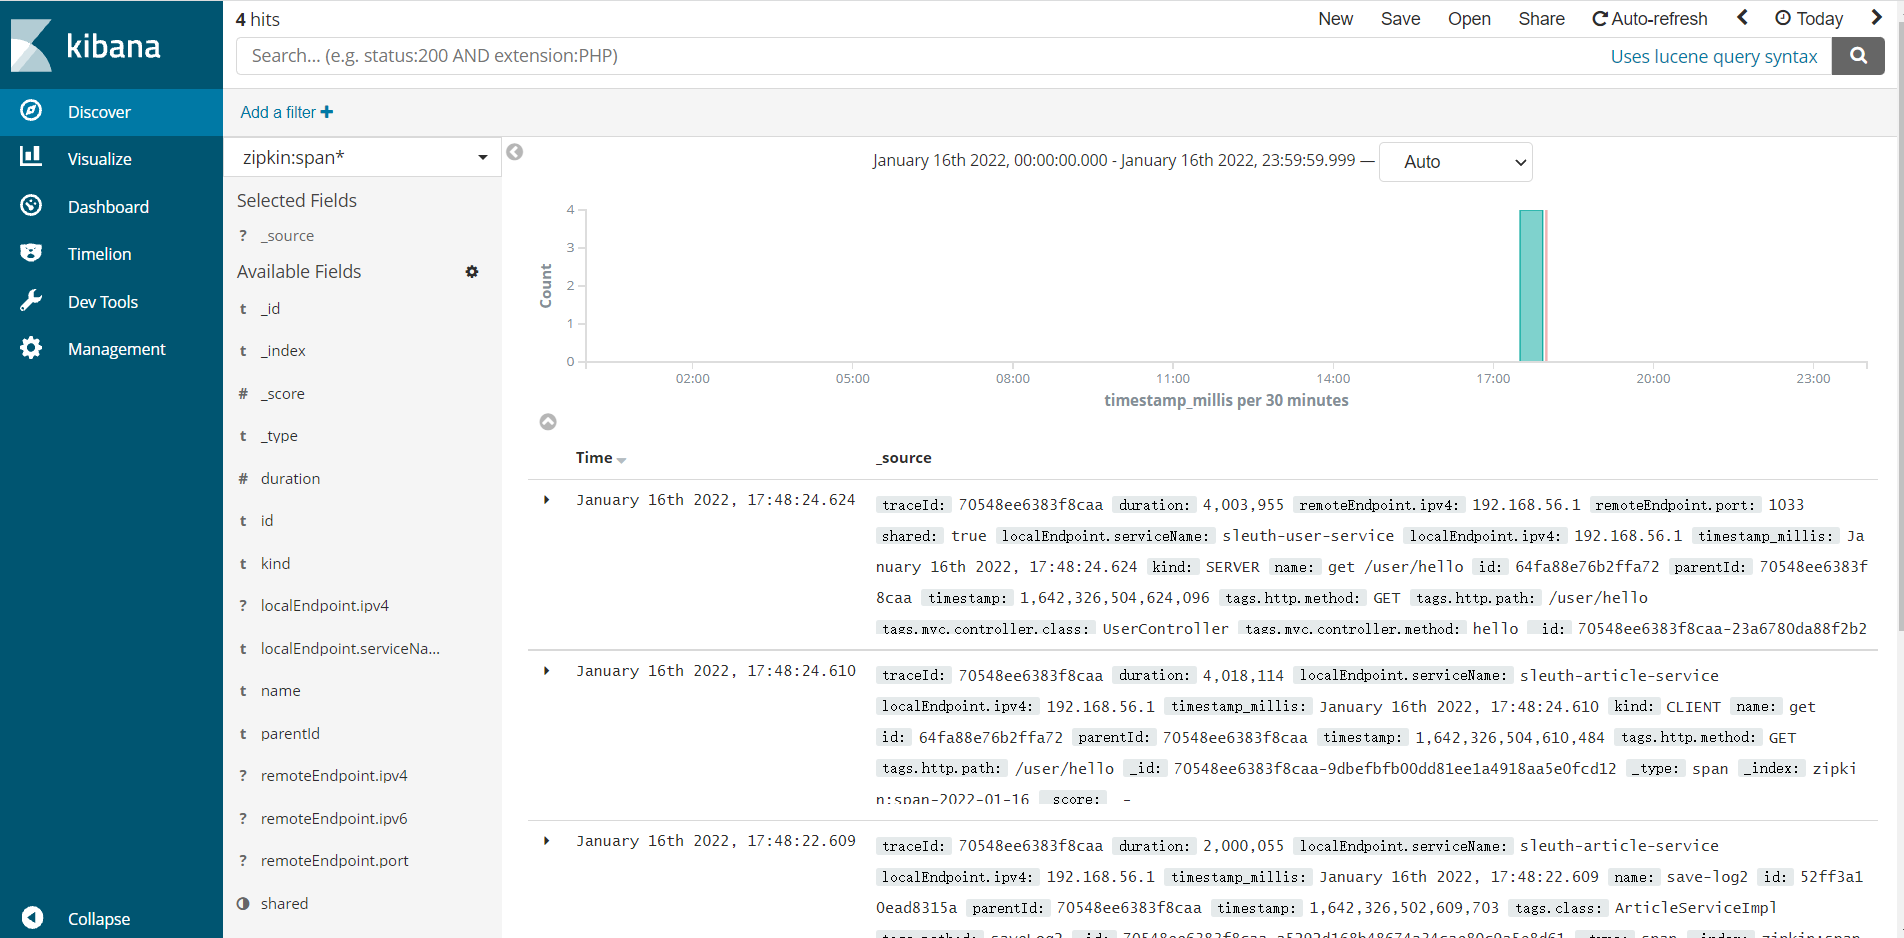 kibana
Discover
Visualize
Dashboard
Timelion
Dev Tools
Management
Collapse
4 hits
New Save Open Share Auto-refresh Today
Search... (e.g. status:200 AND extension:PHP)
Uses lucene query syntax
Add a filter +
zipkin:span*
Selected Fields
? _source
Available Fields
t _id
t _index
# _score
t _type
# duration
t id
t kind
? localEndpoint.ipv4
t localEndpoint.serviceNa...
t name
t parentId
? remoteEndpoint.ipv4
? remoteEndpoint.ipv6
? remoteEndpoint.port
shared
January 16th 2022, 00:00:00.000 - January 16th 2022, 23:59:59.999 —
Auto
Count
4
3
2
1
0
02:00 05:00 08:00 11:00 14:00 17:00 20:00 23:00
timestamp_millis per 30 minutes
Time _source
January 16th 2022, 17:48:24.624
traceId: 70548ee6383f8caa duration: 4,003,955 remoteEndpoint.ipv4: 192.168.56.1 remoteEndpoint.port: 1033
shared: true localEndpoint.serviceName: sleuth-user-service localEndpoint.ipv4: 192.168.56.1 timestamp_millis: Ja
nuary 16th 2022, 17:48:24.624 kind: SERVER name: get /user/hello id: 64fa88e76b2ffa72 parentId: 70548ee6383f
8caa timestamp: 1,642,326,504,624,096 tags.http.method: GET tags.http.path: /user/hello
tags.mvc.controller.class: UserController tags.mvc.controller.method: hello _id: 70548ee6383f8caa-23a6780da88f2b2
January 16th 2022, 17:48:24.610
traceId: 70548ee6383f8caa duration: 4,018,114 localEndpoint.serviceName: sleuth-article-service
localEndpoint.ipv4: 192.168.56.1 timestamp_millis: January 16th 2022, 17:48:24.610 kind: CLIENT name: get
id: 64fa88e76b2ffa72 parentId: 70548ee6383f8caa timestamp: 1,642,326,504,610,484 tags.http.method: GET
tags.http.path: /user/hello _id: 70548ee6383f8caa-9dbefbfb00dd81ee1a4918aa5e0fcd12 _type: span _index: zipki
n:span-2022-01-16 _score: -
January 16th 2022, 17:48:22.609
traceId: 70548ee6383f8caa duration: 2,000,055 localEndpoint.serviceName: sleuth-article-service
localEndpoint.ipv4: 192.168.56.1 timestamp_millis: January 16th 2022, 17:48:22.609 name: save-log2 id: 52ff3a1
0ead8315a parentId: 70548ee6383f8caa timestamp: 1,642,326,502,609,703 tags.class: ArticleServiceImpl